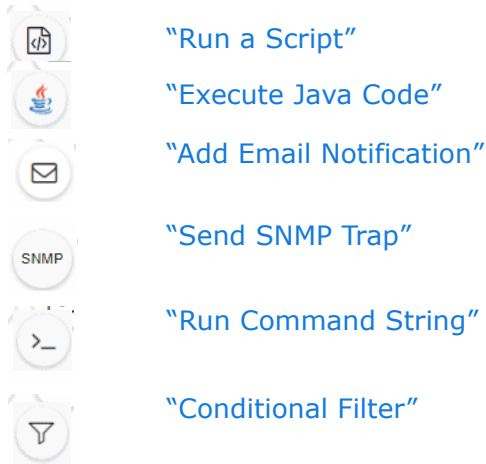 “Run a Script”
“Execute Java Code”
“Add Email Notification”
“Send SNMP Trap”
SNMP
“Run Command String”
“Conditional Filter”